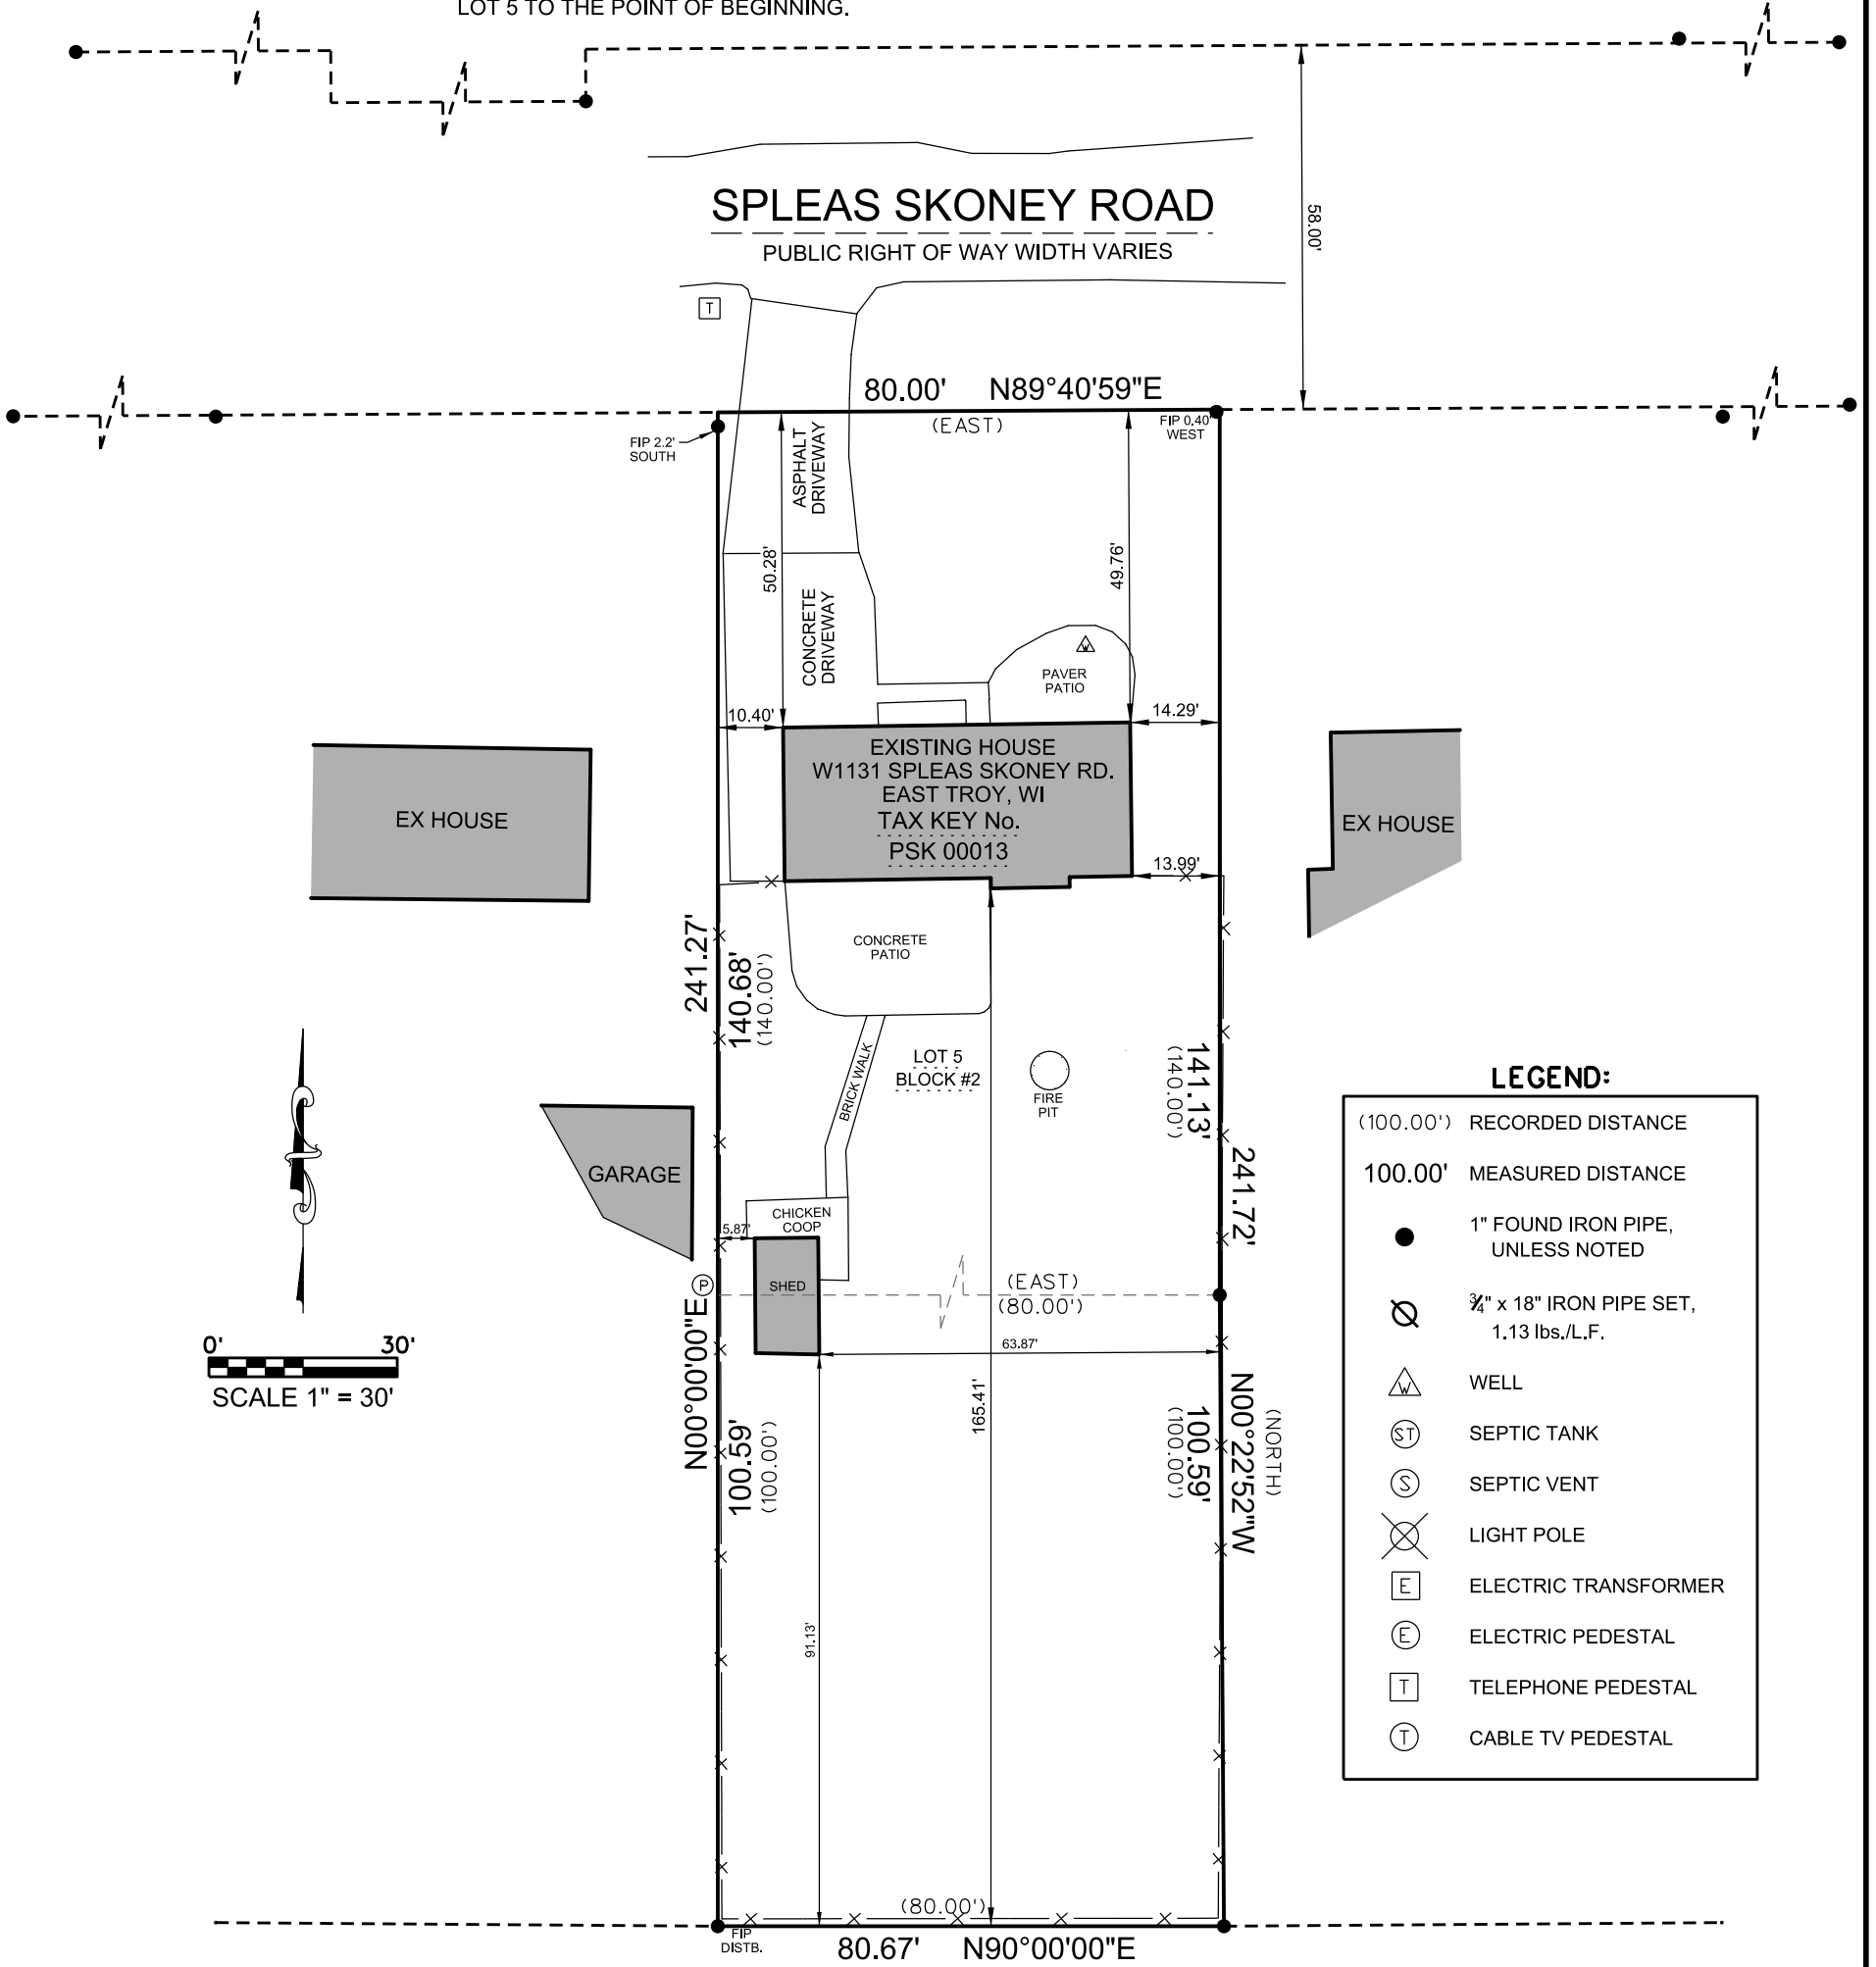 LOT 5 TO THE POINT OF BEGINNING.
SPLEAS SKONEY ROAD
PUBLIC RIGHT OF WAY WIDTH VARIES
58.00'
T
80.00' N89°40'59"E
(EAST)
FIP 2.2'
SOUTH
FIP 0.40'
WEST
ASPHALT
DRIVEWAY
50.28'
49.76'
CONCRETE
DRIVEWAY
W
PAVER
PATIO
10.40'
14.29'
EXISTING HOUSE
W1131 SPLEAS SKONEY RD.
EAST TROY, WI
TAX KEY No.
PSK 00013
EX HOUSE
EX HOUSE
13.99'
CONCRETE
PATIO
241.27'
140.68'
(140.00')
BRICK WALK
LOT 5
BLOCK #2
FIRE
PIT
141.13'
(140.00')
241.72'
GARAGE
CHICKEN
COOP
5.87'
SHED
P
(EAST)
(80.00')
63.87'
N00°00'00"E
100.59'
(100.00')
165.41'
91.13'
100.59'
(100.00')
N00°22'52"W
(NORTH)
0' 30'
SCALE 1" = 30'
(80.00')
FIP
DISTB.
80.67' N90°00'00"E
LEGEND:
(100.00') RECORDED DISTANCE
100.00' MEASURED DISTANCE
1" FOUND IRON PIPE,
UNLESS NOTED
¾" x 18" IRON PIPE SET,
1.13 lbs./L.F.
W WELL
ST SEPTIC TANK
S SEPTIC VENT
LIGHT POLE
E ELECTRIC TRANSFORMER
E ELECTRIC PEDESTAL
T TELEPHONE PEDESTAL
T CABLE TV PEDESTAL